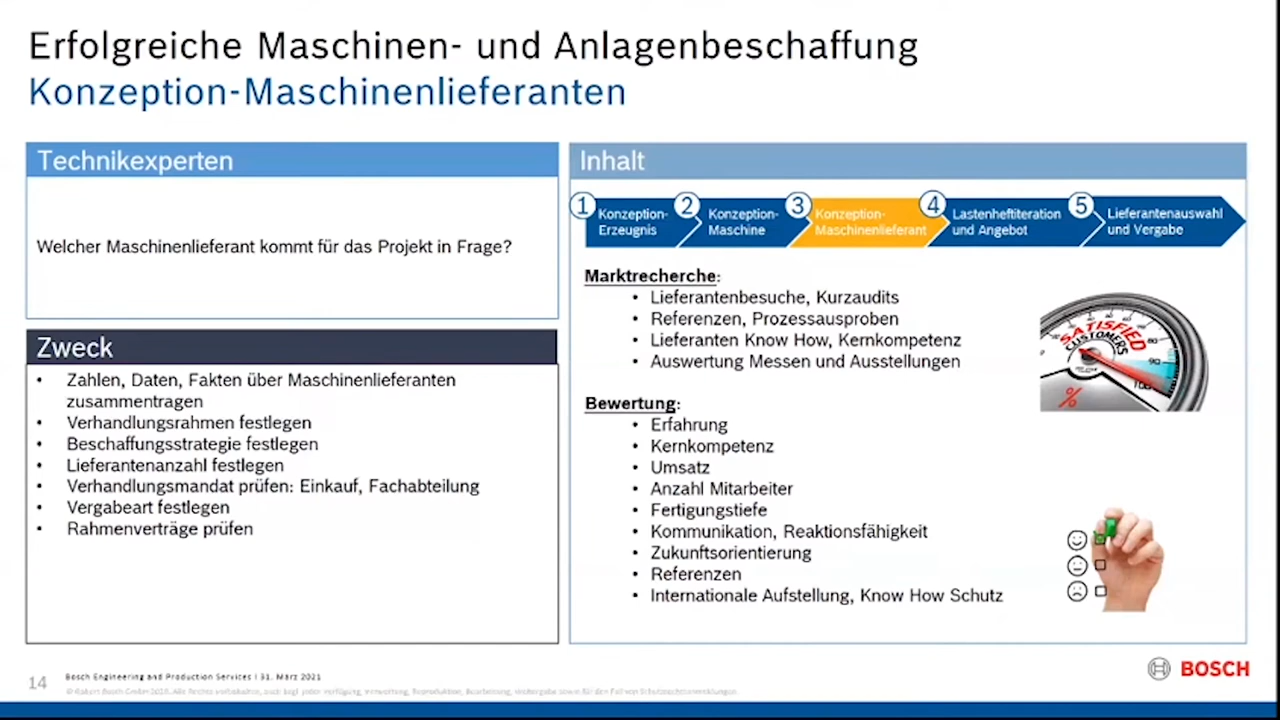 Erfolgreiche Maschinen- und Anlagenbeschaffung
Konzeption-Maschinenlieferanten
Technikexperten
Welcher Maschinenlieferant kommt für das Projekt in Frage?
Zweck
• Zahlen, Daten, Fakten über Maschinenlieferanten
zusammentragen
• Verhandlungsrahmen festlegen
• Beschaffungsstrategie festlegen
• Lieferantenanzahl festlegen
• Verhandlungsmandat prüfen: Einkauf, Fachabteilung
• Vergabeart festlegen
• Rahmenverträge prüfen
Inhalt
1 Konzeption-
Erzeugnis
2 Konzeption-
Maschine
3 Konzeption-
Maschinenlieferant
4 Lastenheftiteration
und Angebot
5 Lieferantenauswahl
und Vergabe
Marktrecherche:
• Lieferantenbesuche, Kurzaudits
• Referenzen, Prozessausproben
• Lieferanten Know How, Kernkompetenz
• Auswertung Messen und Ausstellungen
SATISFIED
CUSTOMERS
90
100
%
Bewertung:
• Erfahrung
• Kernkompetenz
• Umsatz
• Anzahl Mitarbeiter
• Fertigungstiefe
• Kommunikation, Reaktionsfähigkeit
• Zukunftsorientierung
• Referenzen
• Internationale Aufstellung, Know How Schutz
14
Bosch Engineering and Production Services | 31. März 2021
BOSCH